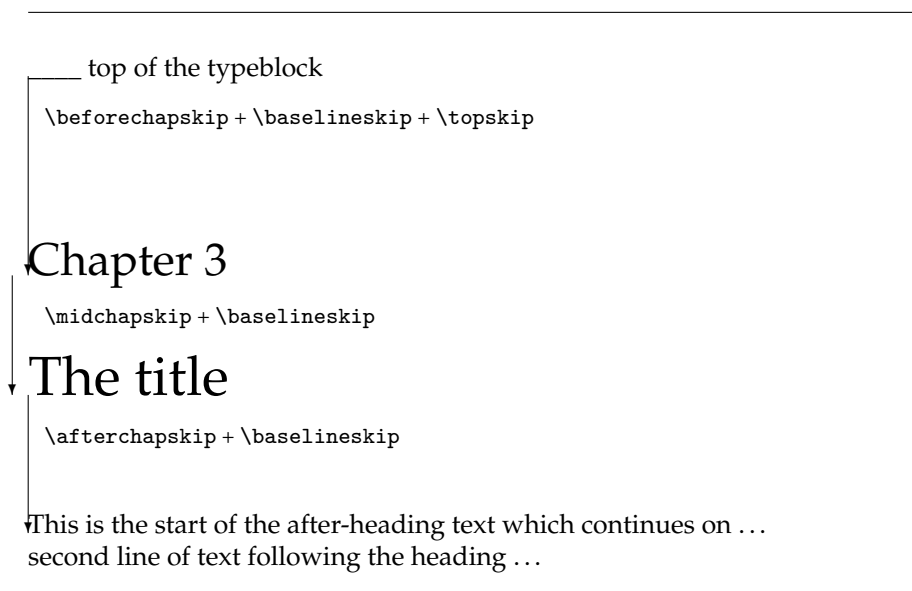 ____ top of the typeblock
\beforechapskip + \baselineskip + \topskip
Chapter 3
\midchapskip + \baselineskip
The title
\afterchapskip + \baselineskip
This is the start of the after-heading text which continues on ...
second line of text following the heading ...